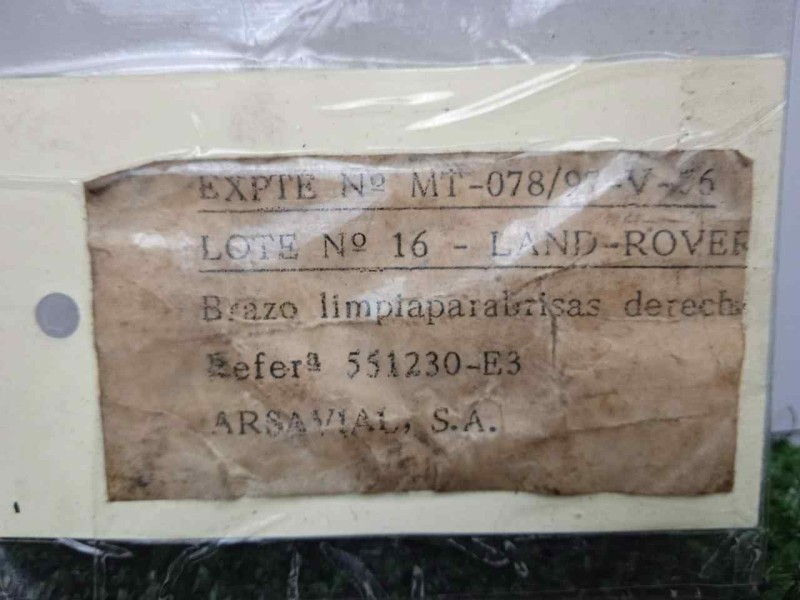 EXPTE Nº
LOTE Nº 16 - LAND-ROVER
Brazo limpiaparabrisas derech
Referª 551230-E3
ARSAVIAL, S.A.